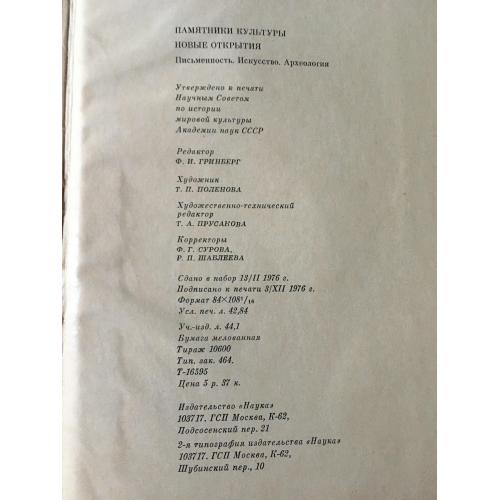 ПАМЯТНИКИ КУЛЬТУРЫ
НОВЫЕ ОТКРЫТИЯ
Письменность. Искусство. Археология
Утверждено к печати
Научным Советом
по истории
мировой культуры
Академии наук СССР
Редактор
Ф. И. ГРИНБЕРГ
Художник
Т. П. ПОЛЕНОВА
Художественно-технический
редактор
Т. А. ПРУСАКОВА
Корректоры
Ф. Г. СУРОВА,
Р. П. ШАБЛЕЕВА
Сдано в набор 13/II 1976 г.
Подписано к печати 3/XII 1976 г.
Формат 84×108¹/₁₆
Усл. печ. л. 42,84
Уч.-изд. л. 44,1
Бумага мелованная
Тираж 10600
Тип. зак. 464.
Т-16595
Цена 5 р. 37 к.
Издательство «Наука»
103717. ГСП Москва, К-62,
Подсосенский пер. 21
2-я типография издательства «Наука»
103717. ГСП Москва, К-62,
Шубинский пер., 10